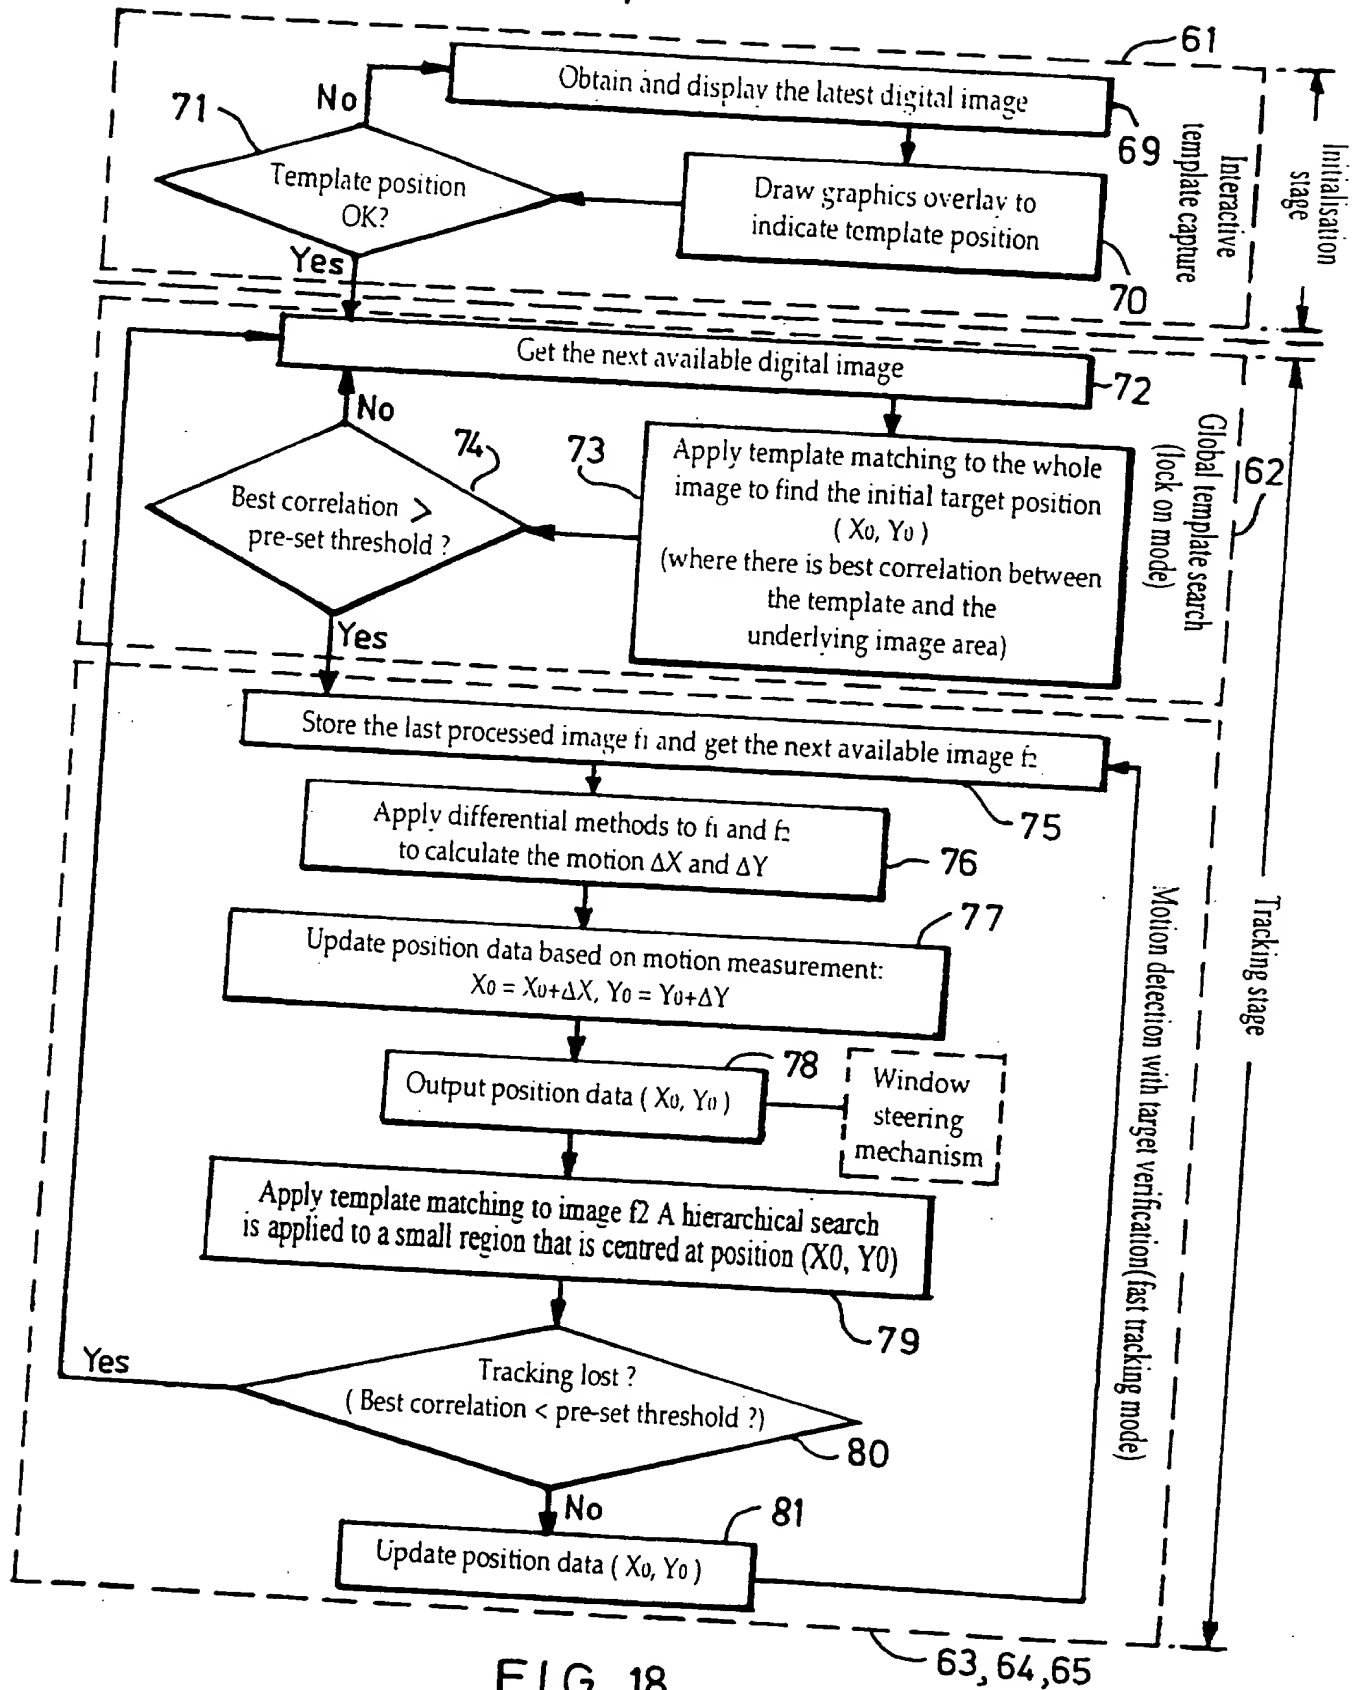 61
Obtain and display the latest digital image
69
No
71
Template position
OK?
Yes
Draw graphics overlay to
indicate template position
70
Interactive
template capture
Initialisation
stage
Get the next available digital image
72
No
74
Best correlation >
pre-set threshold ?
Yes
73
Apply template matching to the whole
image to find the initial target position
( X0, Y0 )
(where there is best correlation between
the template and the
underlying image area)
Global template search
(lock on mode)
62
Store the last processed image f1 and get the next available image f2
75
Apply differential methods to f1 and f2
to calculate the motion ΔX and ΔY
76
77
Update position data based on motion measurement:
X0 = X0+ΔX, Y0 = Y0+ΔY
78
Output position data ( X0, Y0 )
Window
steering
mechanism
Apply template matching to image f2 A hierarchical search
is applied to a small region that is centred at position (X0, Y0)
79
Yes
Tracking lost ?
( Best correlation < pre-set threshold ?)
80
No
81
Update position data ( X0, Y0 )
Motion detection with target verification(fast tracking mode)
Tracking stage
63, 64, 65
FIG. 18